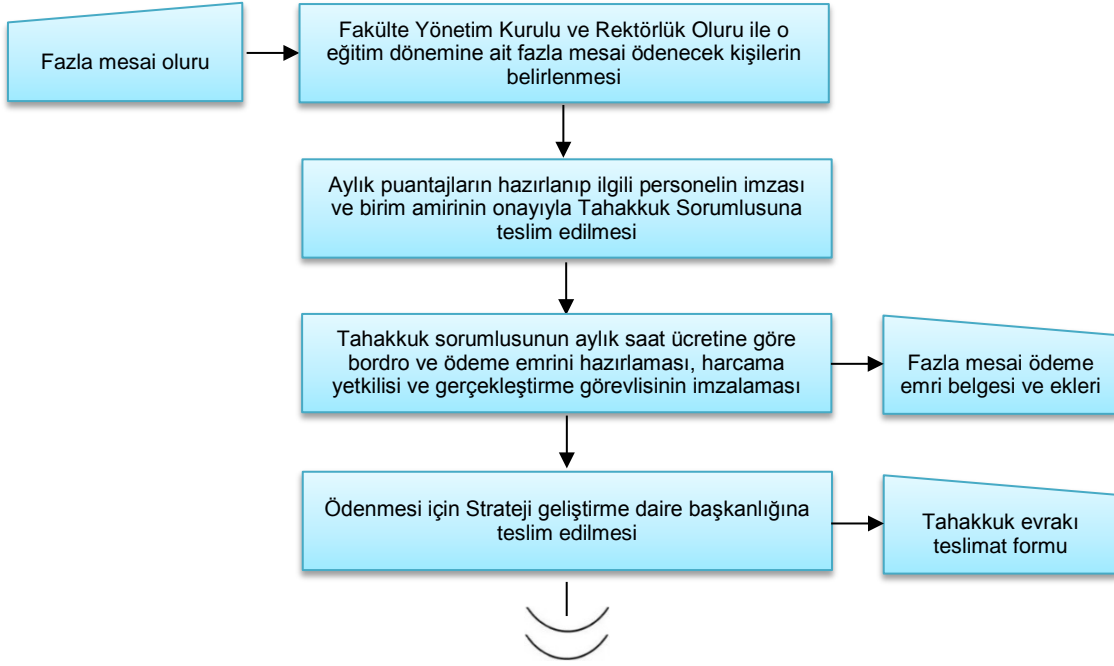 Fazla mesai oluru
Fakülte Yönetim Kurulu ve Rektörlük Oluru ile o
eğitim dönemine ait fazla mesai ödenecek kişilerin
belirlenmesi
Aylık puantajların hazırlanıp ilgili personelin imzası
ve birim amirinin onayıyla Tahakkuk Sorumlusuna
teslim edilmesi
Tahakkuk sorumlusunun aylık saat ücretine göre
bordro ve ödeme emrini hazırlaması, harcama
yetkilisi ve gerçekleştirme görevlisinin imzalaması
Fazla mesai ödeme
emri belgesi ve ekleri
Ödenmesi için Strateji geliştirme daire başkanlığına
teslim edilmesi
Tahakkuk evrakı
teslimat formu